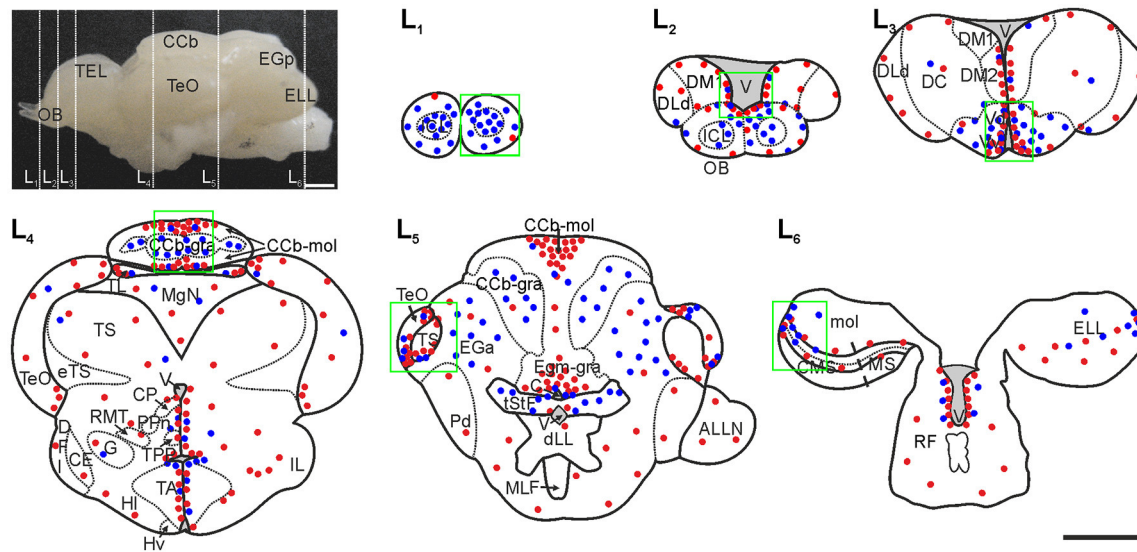 CCb
EGp
TEL
TeO
ELL
OB
L1 L2 L3 L4 L5 L6
L1
ICL
L2
DM1
V
DLd
ICL
OB
L3
V
DM1
DLd
DC
DM2
L4
CCb-gra
CCb-mol
TL
MgN
TS
eTS
TeO
V
CP
RMT
PPn
D
F
G
TPP
CE
IL
TA
Hl
Hv
L5
CCb-mol
CCb-gra
TeO
TS
EGa
Egm-gra
C
tStF
V
Pd
dLL
ALLN
MLF
L6
mol
ELL
CMS
MS
V
RF